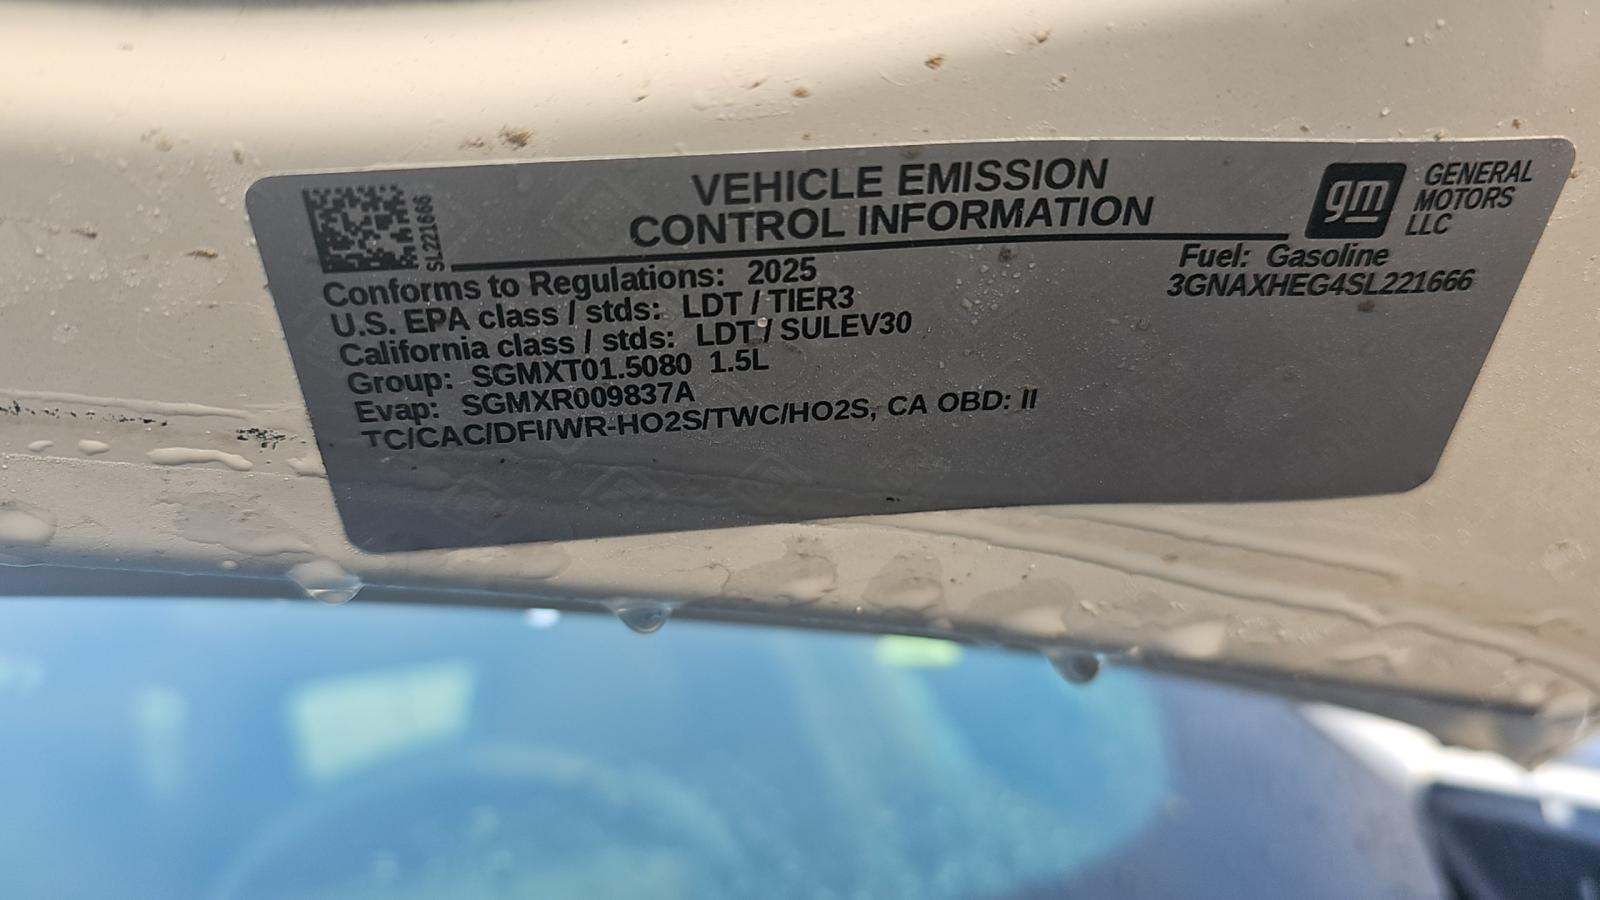 SL221666
VEHICLE EMISSION
CONTROL INFORMATION
gm
GENERAL
MOTORS
LLC
Fuel: Gasoline
3GNAXHEG4SL221666
Conforms to Regulations: 2025
U.S. EPA class / stds: LDT / TIER3
California class / stds: LDT / SULEV30
Group: SGMXT01.5080 1.5L
Evap: SGMXR009837A
TC/CAC/DFI/WR-HO2S/TWC/HO2S, CA OBD: II